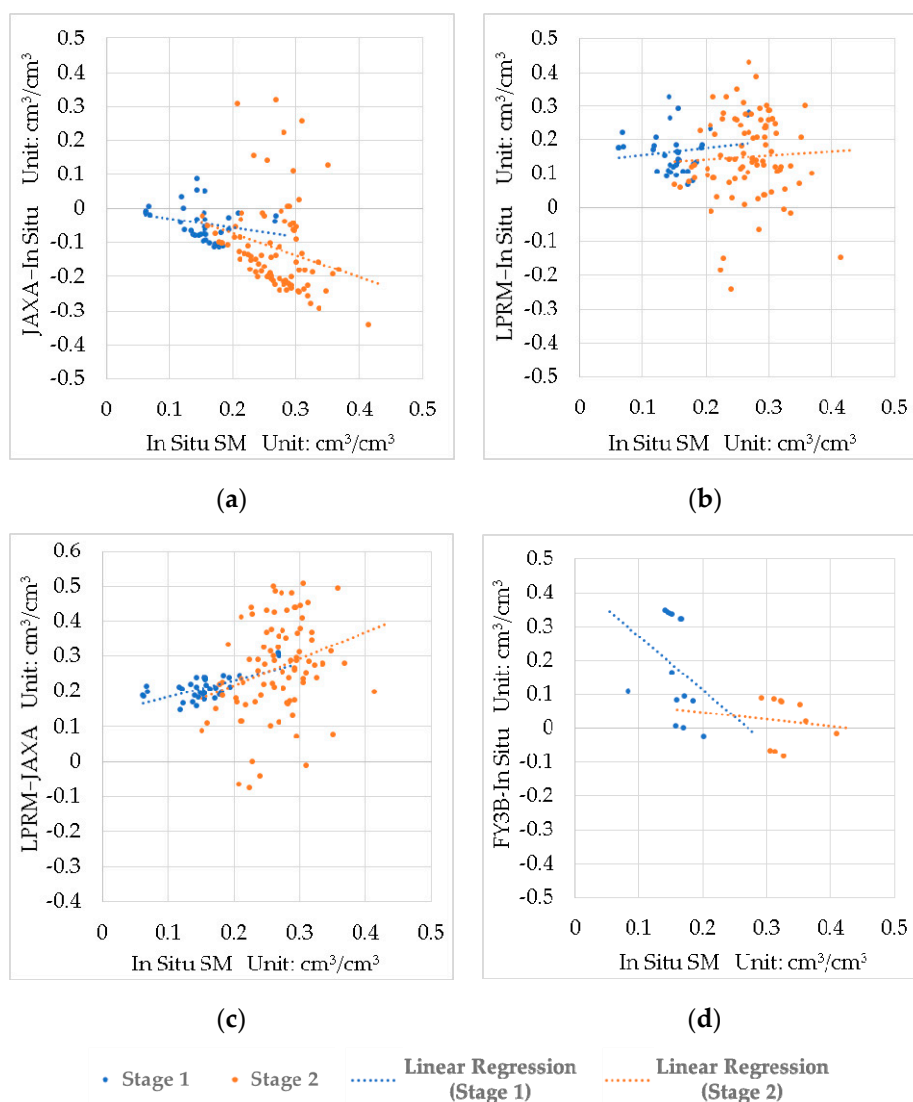 JAXA–In Situ Unit: cm³/cm³
0.5
0.4
0.3
0.2
0.1
0
-0.1
-0.2
-0.3
-0.4
-0.5
0 0.1 0.2 0.3 0.4 0.5
In Situ SM Unit: cm³/cm³
(a)
LPRM–In Situ Unit: cm³/cm³
0.5
0.4
0.3
0.2
0.1
0
-0.1
-0.2
-0.3
-0.4
-0.5
0 0.1 0.2 0.3 0.4 0.5
In Situ SM Unit: cm³/cm³
(b)
LPRM–JAXA Unit: cm³/cm³
0.6
0.5
0.4
0.3
0.2
0.1
0
-0.1
-0.2
-0.3
-0.4
0 0.1 0.2 0.3 0.4 0.5
In Situ SM Unit: cm³/cm³
(c)
FY3B-In Situ Unit: cm³/cm³
0.5
0.4
0.3
0.2
0.1
0
-0.1
-0.2
-0.3
-0.4
-0.5
0 0.1 0.2 0.3 0.4 0.5
In Situ SM Unit: cm³/cm³
(d)
Stage 1
Stage 2
Linear Regression
(Stage 1)
Linear Regression
(Stage 2)